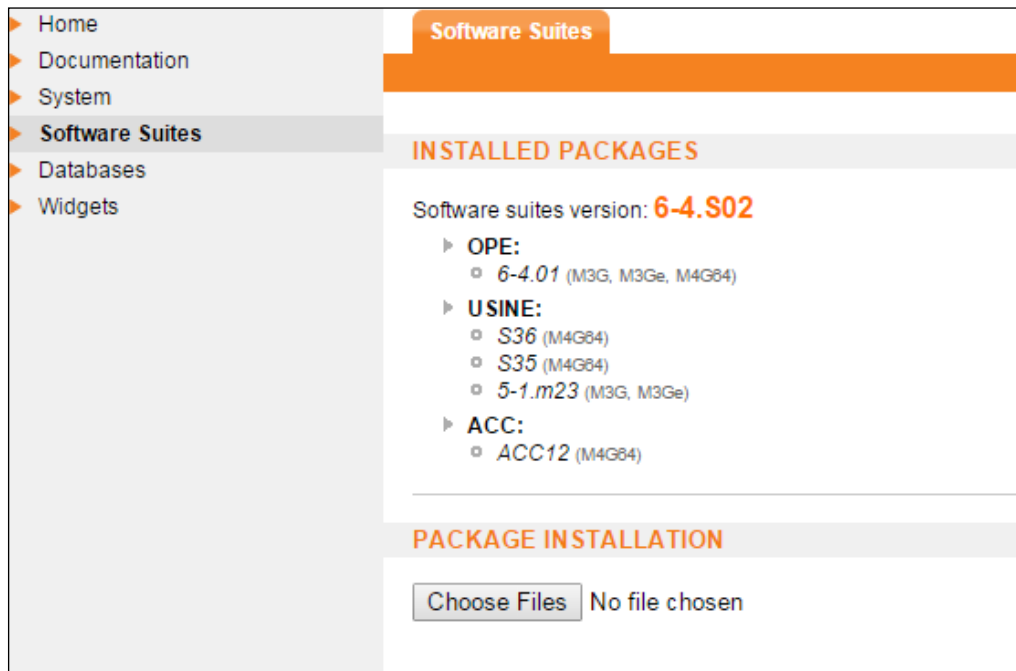 Home
Documentation
System
Software Suites
Databases
Widgets
Software Suites
INSTALLED PACKAGES
Software suites version: 6-4.S02
OPE:
6-4.01 (M3G, M3Ge, M4G64)
USINE:
S36 (M4G64)
S35 (M4G64)
5-1.m23 (M3G, M3Ge)
ACC:
ACC12 (M4G64)
PACKAGE INSTALLATION
Choose Files No file chosen